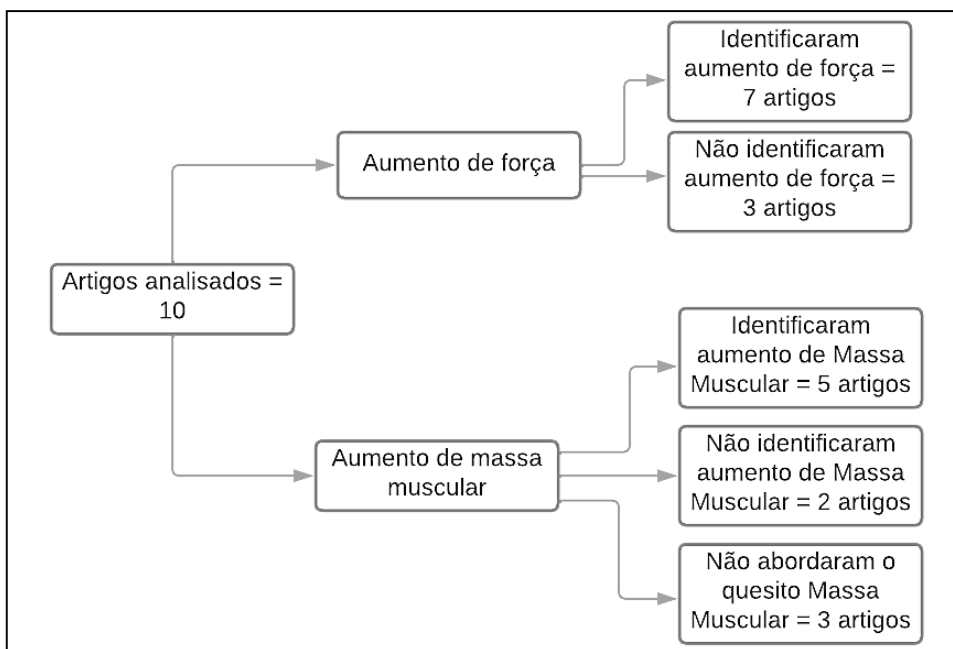 Identificaram
aumento de força =
7 artigos
Aumento de força
Não identificaram
aumento de força =
3 artigos
Artigos analisados =
10
Identificaram
aumento de Massa
Muscular = 5 artigos
Aumento de massa
muscular
Não identificaram
aumento de Massa
Muscular = 2 artigos
Não abordaram o
quesito Massa
Muscular = 3 artigos